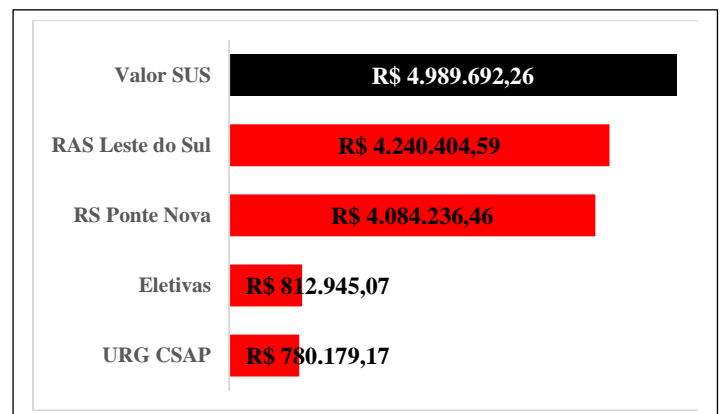 Valor SUS R$ 4.989.692,26
RAS Leste do Sul R$ 4.240.404,59
RS Ponte Nova R$ 4.084.236,46
Eletivas R$ 812.945,07
URG CSAP R$ 780.179,17